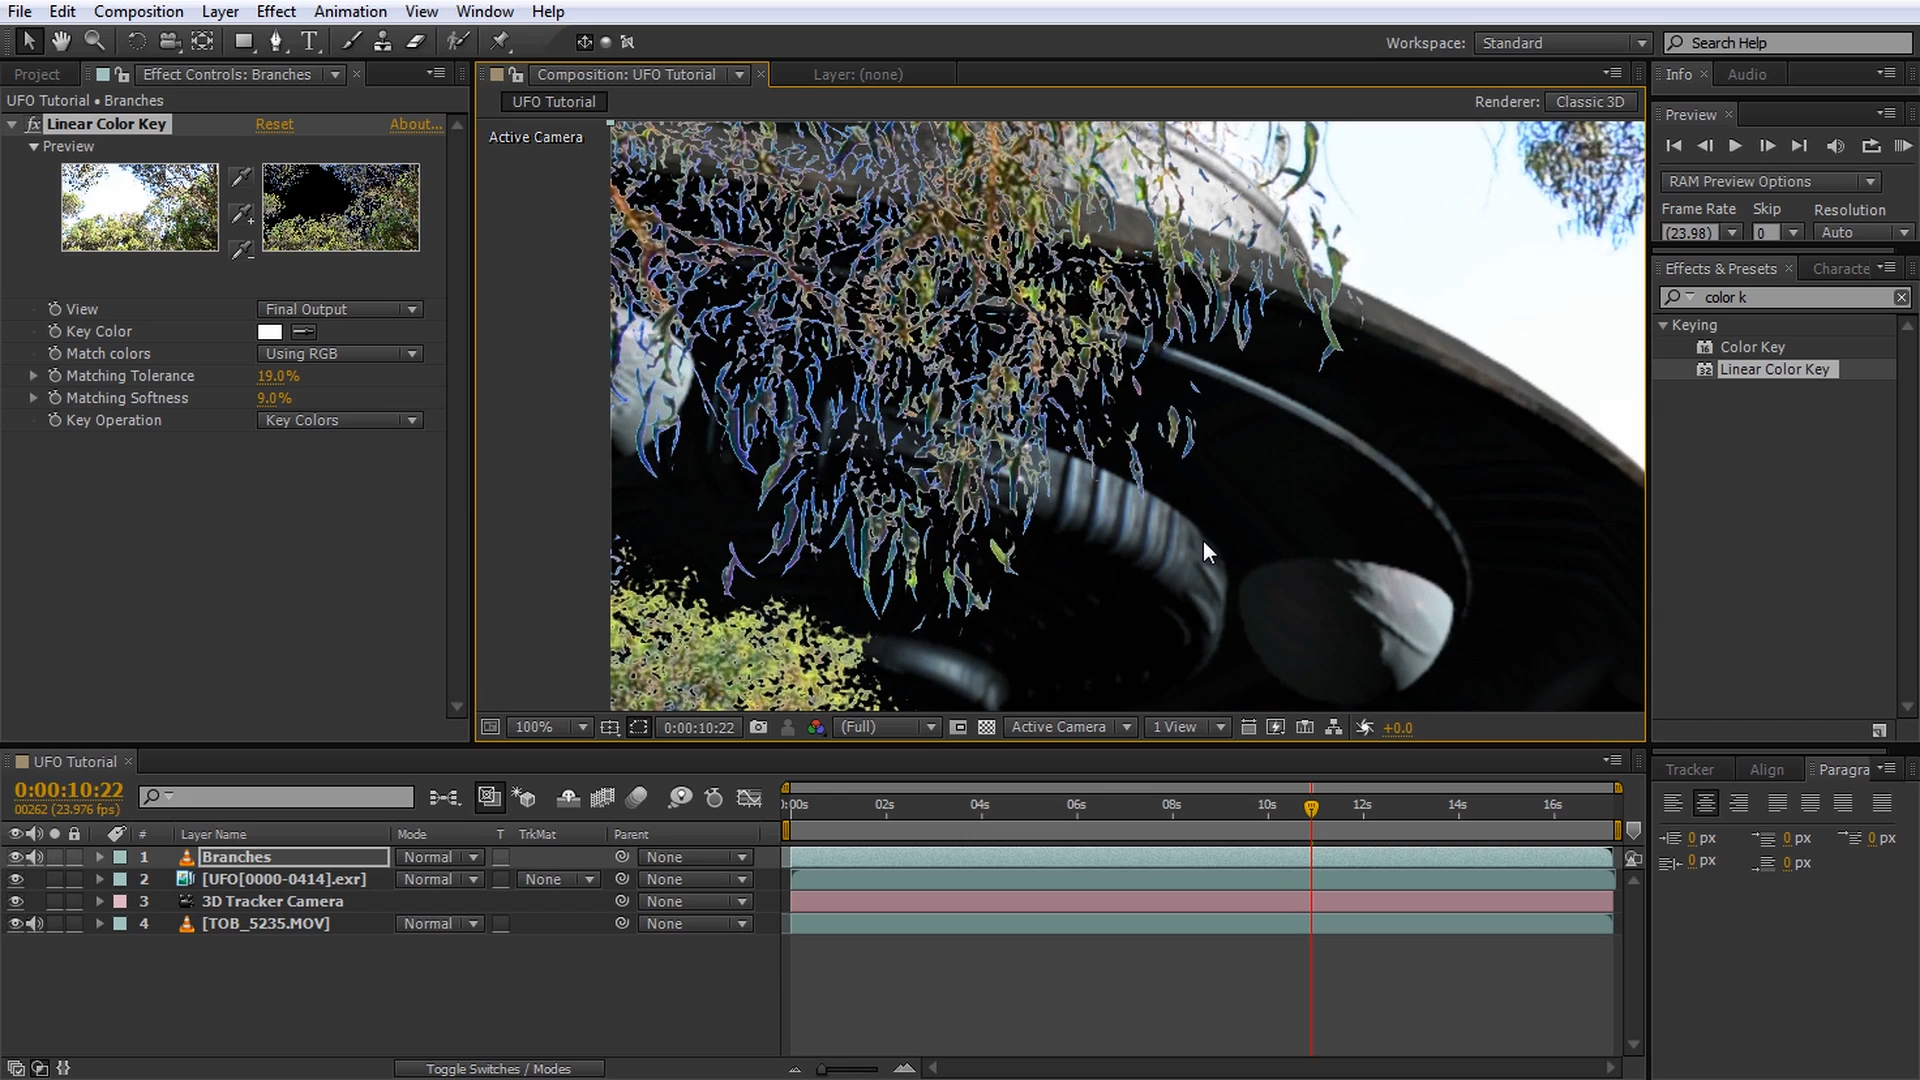 File Edit Composition Layer Effect Animation View Window Help
Workspace: Standard Search Help
Project Effect Controls: Branches Composition: UFO Tutorial Layer: (none) Info Audio
UFO Tutorial • Branches UFO Tutorial Renderer: Classic 3D
Linear Color Key Reset About...
Preview
Active Camera
Preview
RAM Preview Options
Frame Rate Skip Resolution
(23.98) 0 Auto
Effects & Presets Characte
color k
Keying
Color Key
Linear Color Key
View Final Output
Key Color
Match colors Using RGB
Matching Tolerance 19.0%
Matching Softness 9.0%
Key Operation Key Colors
100% 0:00:10:22 (Full) Active Camera 1 View +0.0
UFO Tutorial
0:00:10:22
00262 (23.976 fps)
):00s 02s 04s 06s 08s 10s 12s 14s 16s
# Layer Name Mode T TrkMat Parent
1 Branches Normal None
2 [UFO[0000-0414].exr] Normal None None
3 3D Tracker Camera None
4 [TOB_5235.MOV] Normal None
Toggle Switches / Modes
Tracker Align Paragra
0 px 0 px 0 px
0 px 0 px